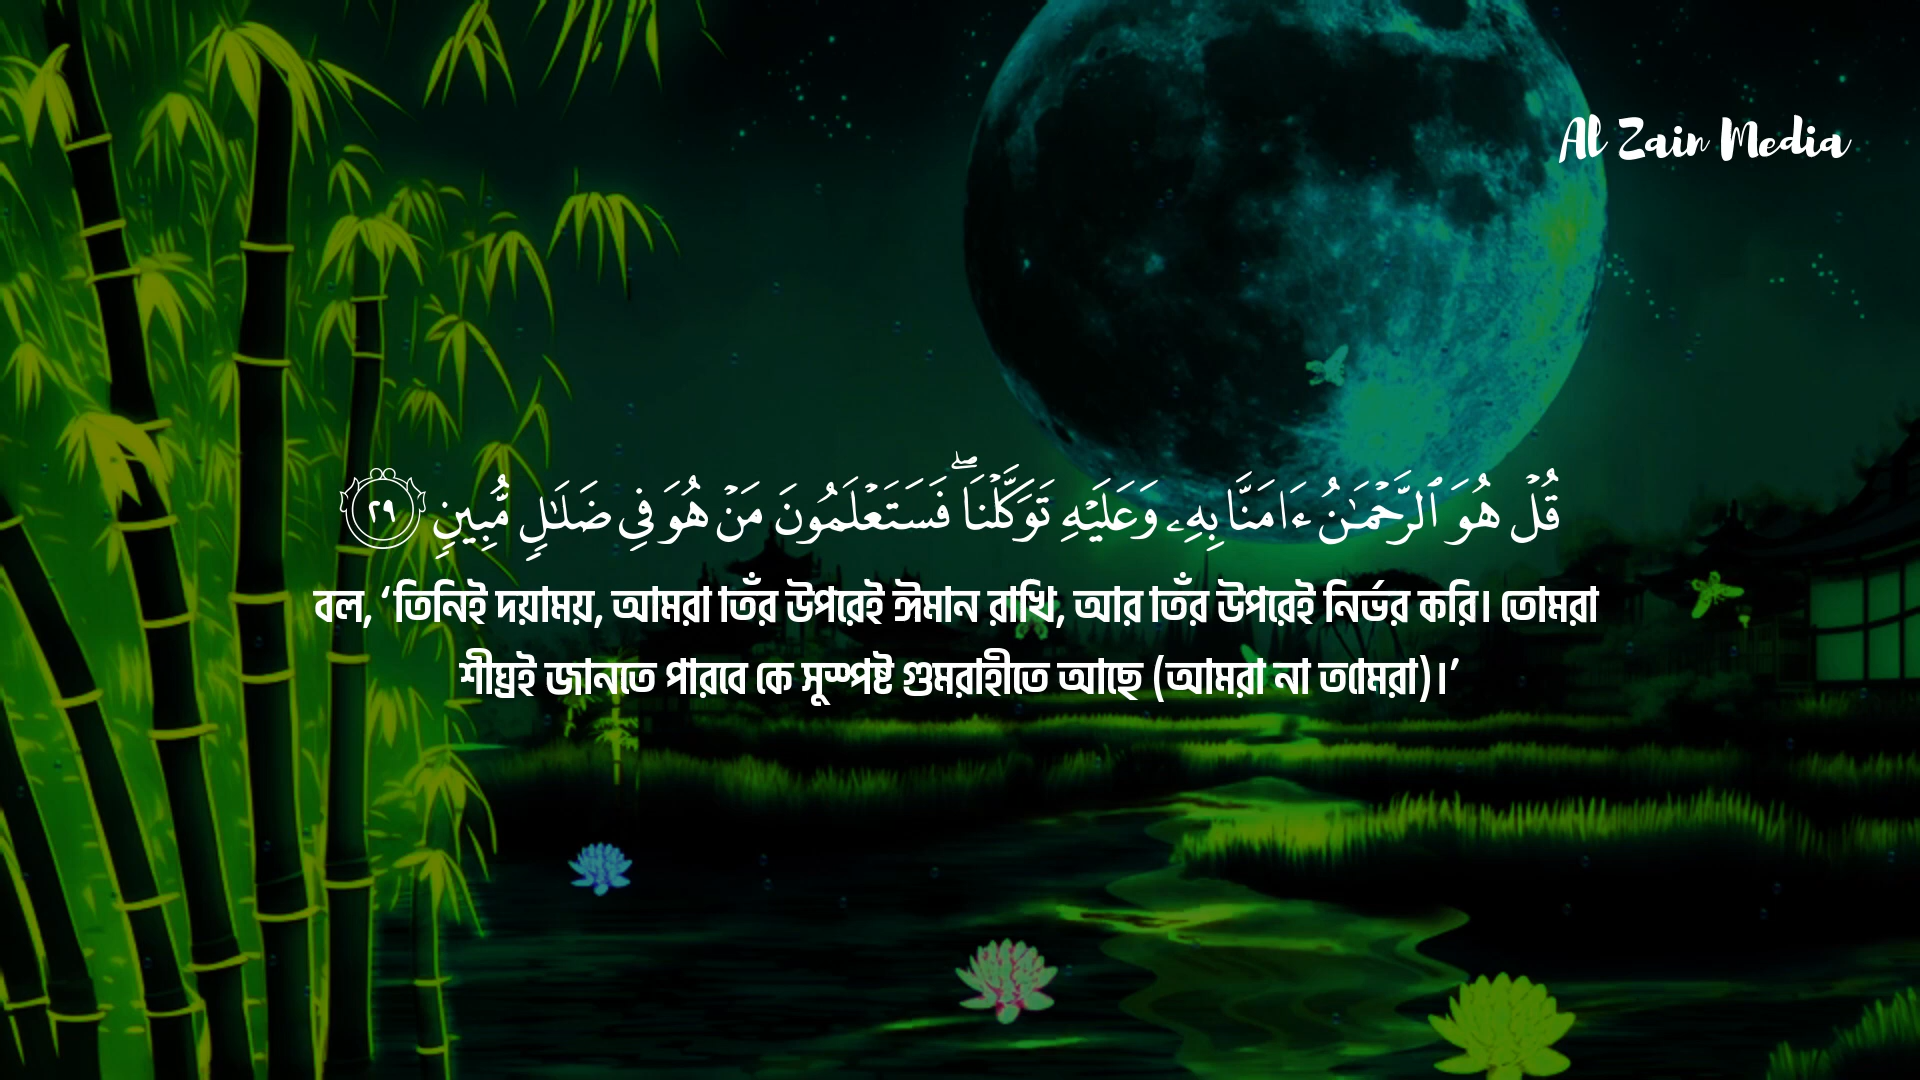 Al Zain Media
قُلْ هُوَ ٱلرَّحْمَـٰنُ ءَامَنَّا بِهِۦ وَعَلَيْهِ تَوَكَّلْنَا ۖ فَسَتَعْلَمُونَ مَنْ هُوَ فِى ضَلَـٰلٍ مُّبِينٍ ٢٩
বল, ‘তিনিই দয়াময়, আমরা তাঁর উপরেই ঈমান রাখি, আর তাঁর উপরেই নির্ভর করি। তোমরা
শীঘ্রই জানতে পারবে কে সুস্পষ্ট গুমরাহীতে আছে (আমরা না তোমরা)।’